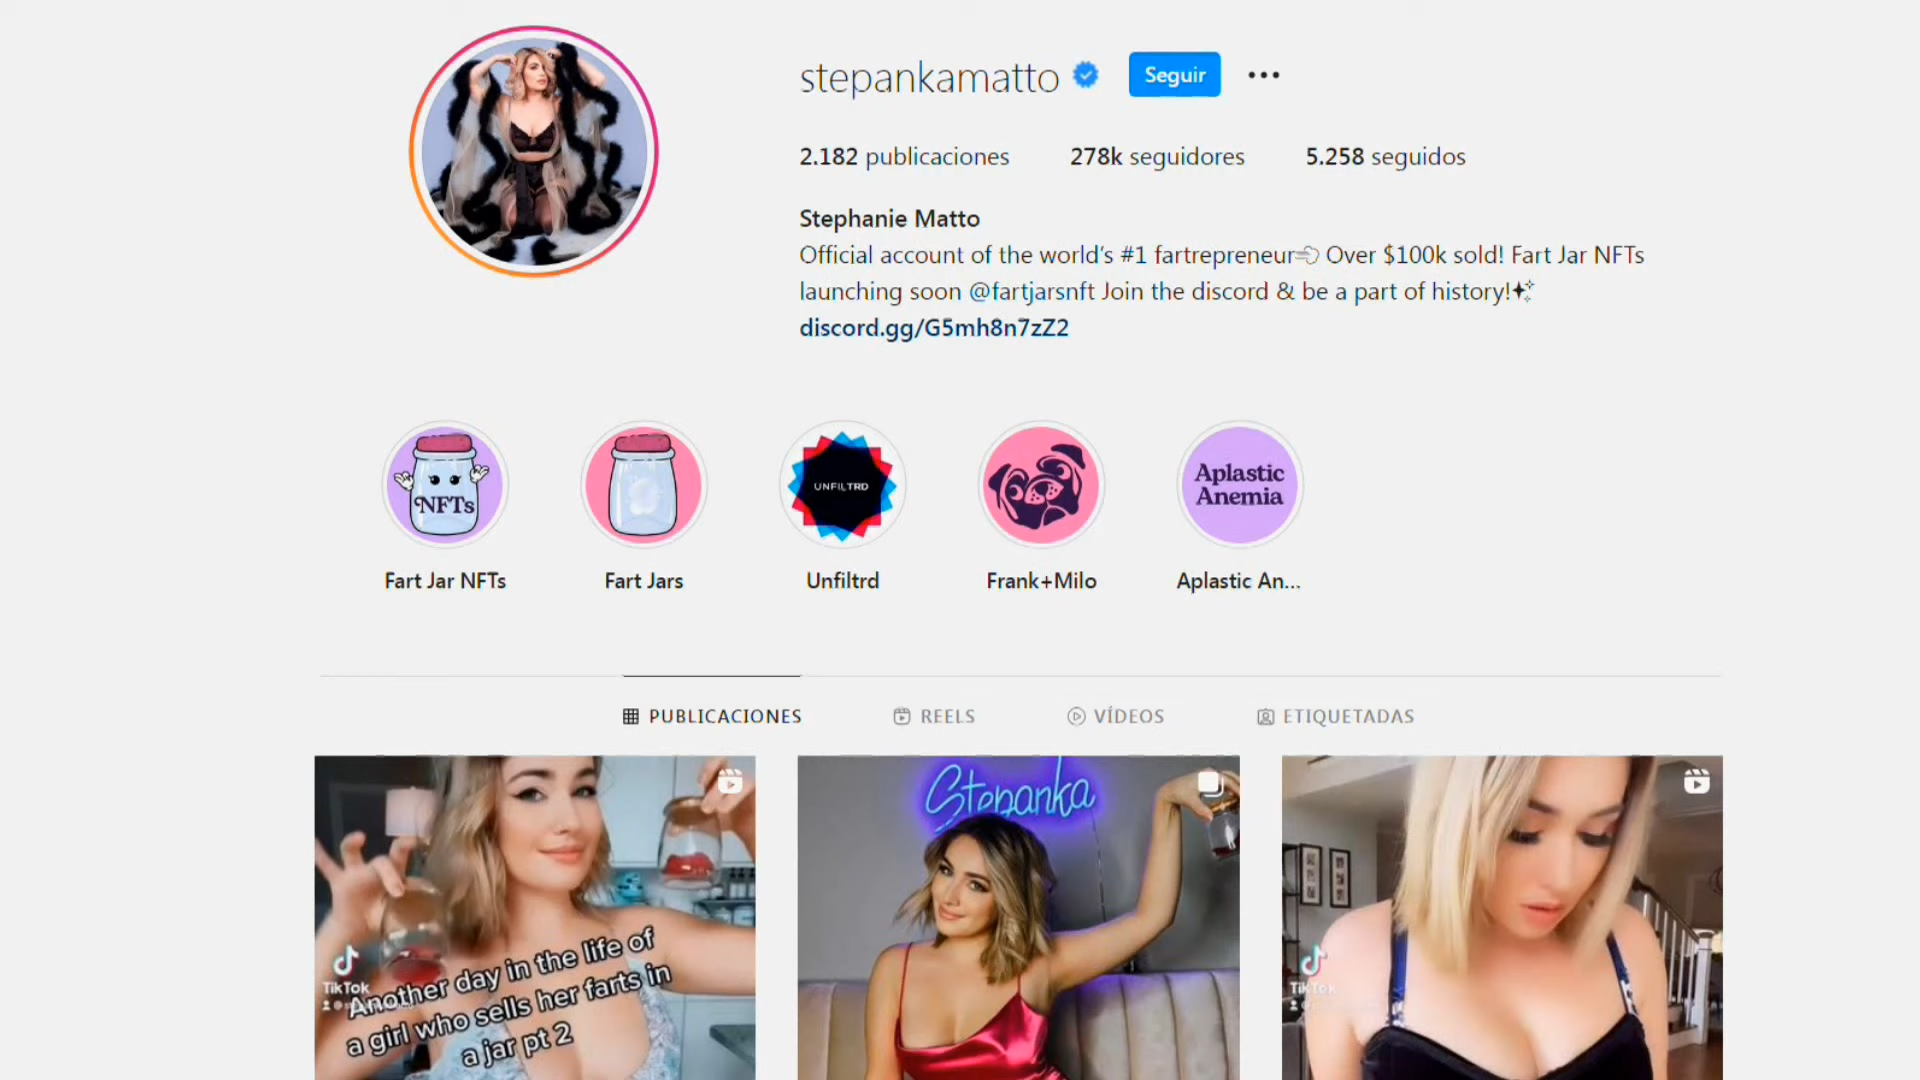 stepankamatto
Seguir
2.182 publicaciones
278k seguidores
5.258 seguidos
Stephanie Matto
Official account of the world's #1 fartrepreneur💨 Over $100k sold! Fart Jar NFTs
launching soon @fartjarsnft Join the discord & be a part of history!✨
discord.gg/G5mh8n7zZ2
NFTs
UNFILTRD
Aplastic
Anemia
Fart Jar NFTs
Fart Jars
Unfiltrd
Frank+Milo
Aplastic An...
PUBLICACIONES
REELS
VÍDEOS
ETIQUETADAS
Stepanka
TikTok
Another day in the life of
a girl who sells her farts in
a jar pt 2
TikTok